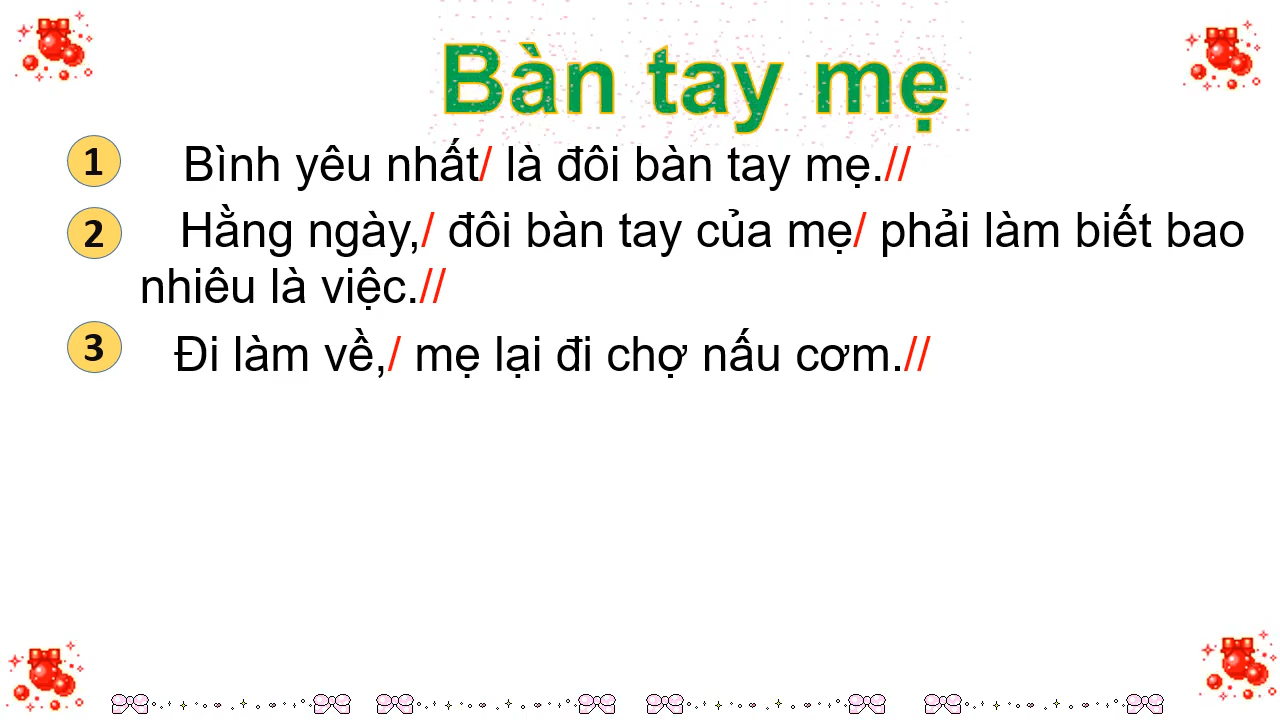 Bàn tay mẹ
1 Bình yêu nhất/ là đôi bàn tay mẹ.//
2 Hằng ngày,/ đôi bàn tay của mẹ/ phải làm biết bao
nhiêu là việc.//
3 Đi làm về,/ mẹ lại đi chợ nấu cơm.//